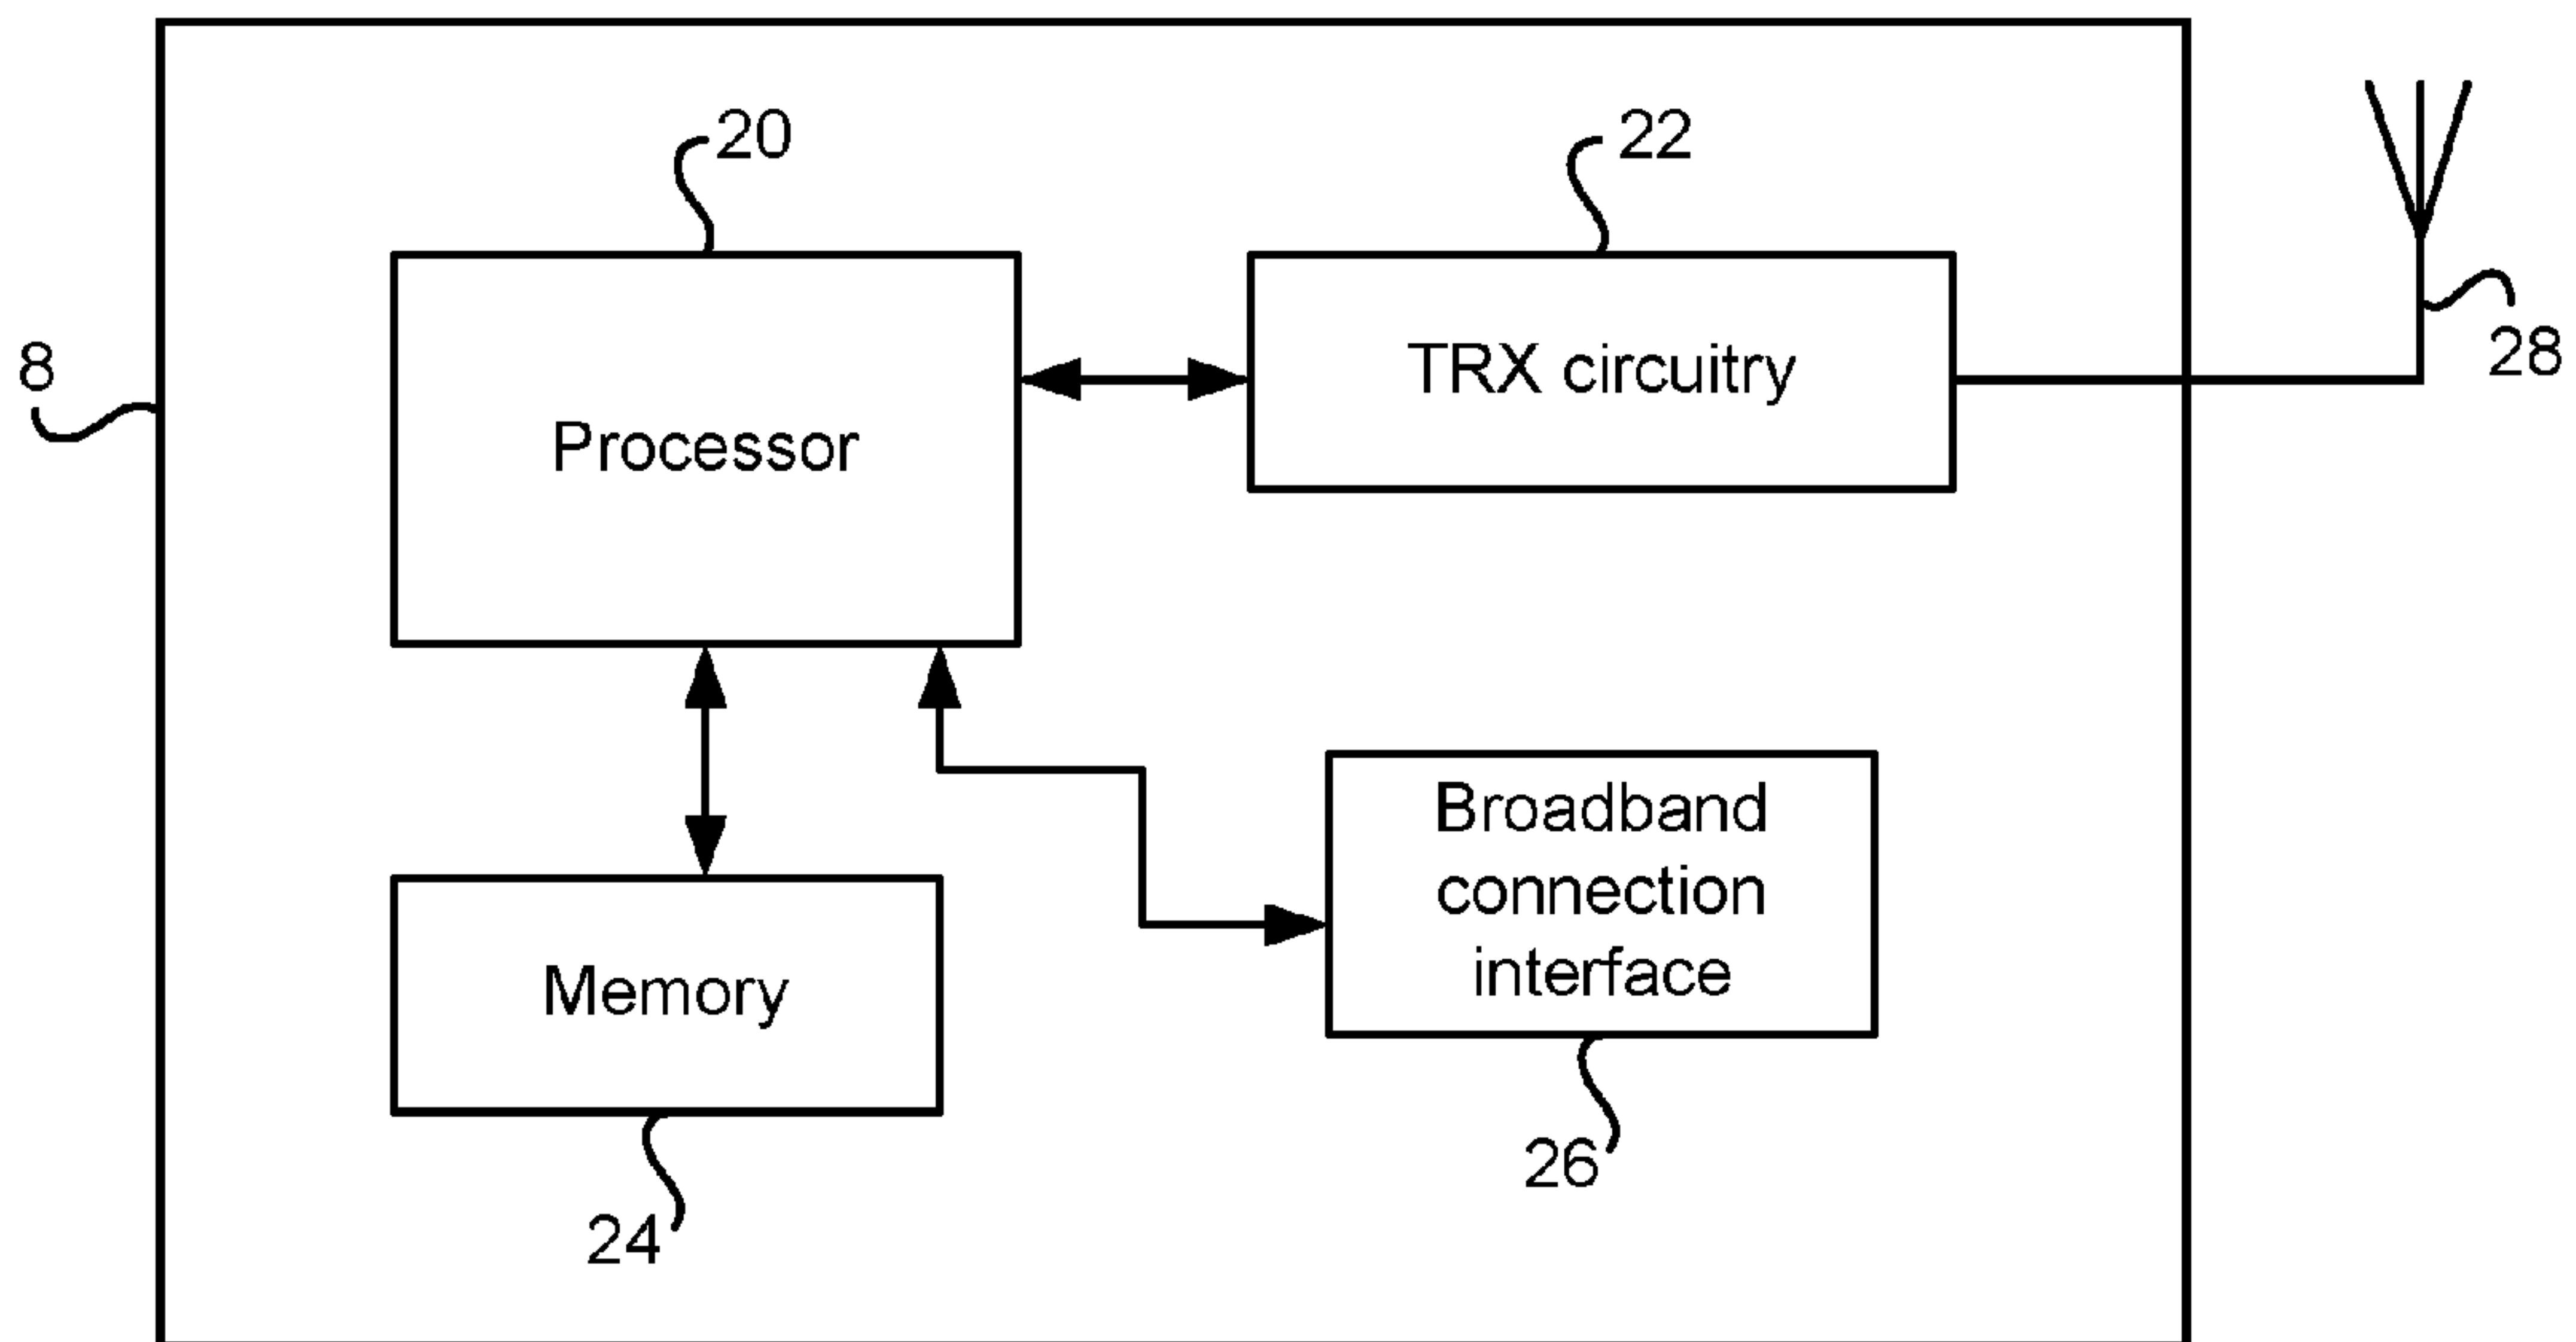 20
22
8
28
TRX circuitry
Processor
Broadband
connection
interface
Memory
26
24